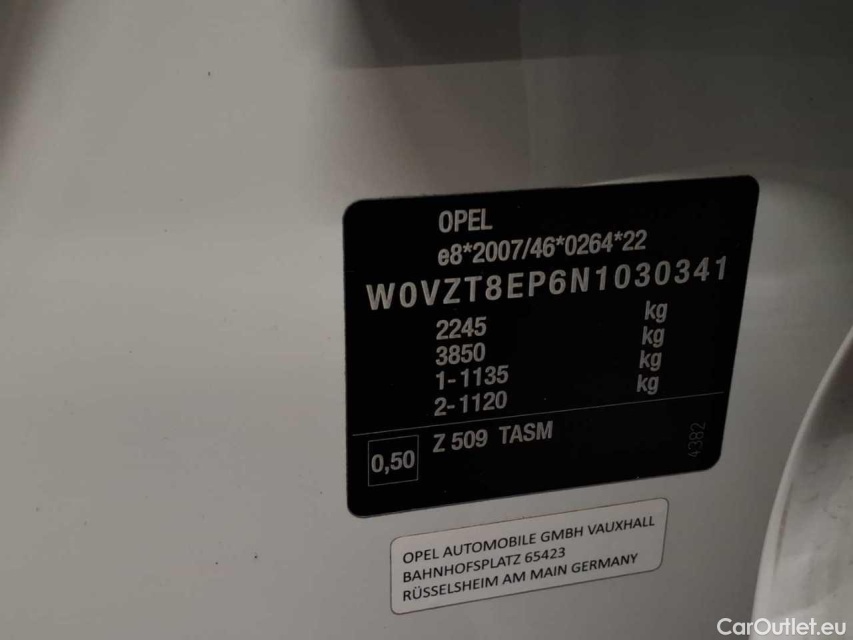 OPEL
e8*2007/46*0264*22
W0VZT8EP6N1030341
2245 kg
3850 kg
1-1135 kg
2-1120 kg
0,50 Z 509 TASM
4382
OPEL AUTOMOBILE GMBH VAUXHALL
BAHNHOFSPLATZ 65423
RÜSSELSHEIM AM MAIN GERMANY
CarOutlet.eu